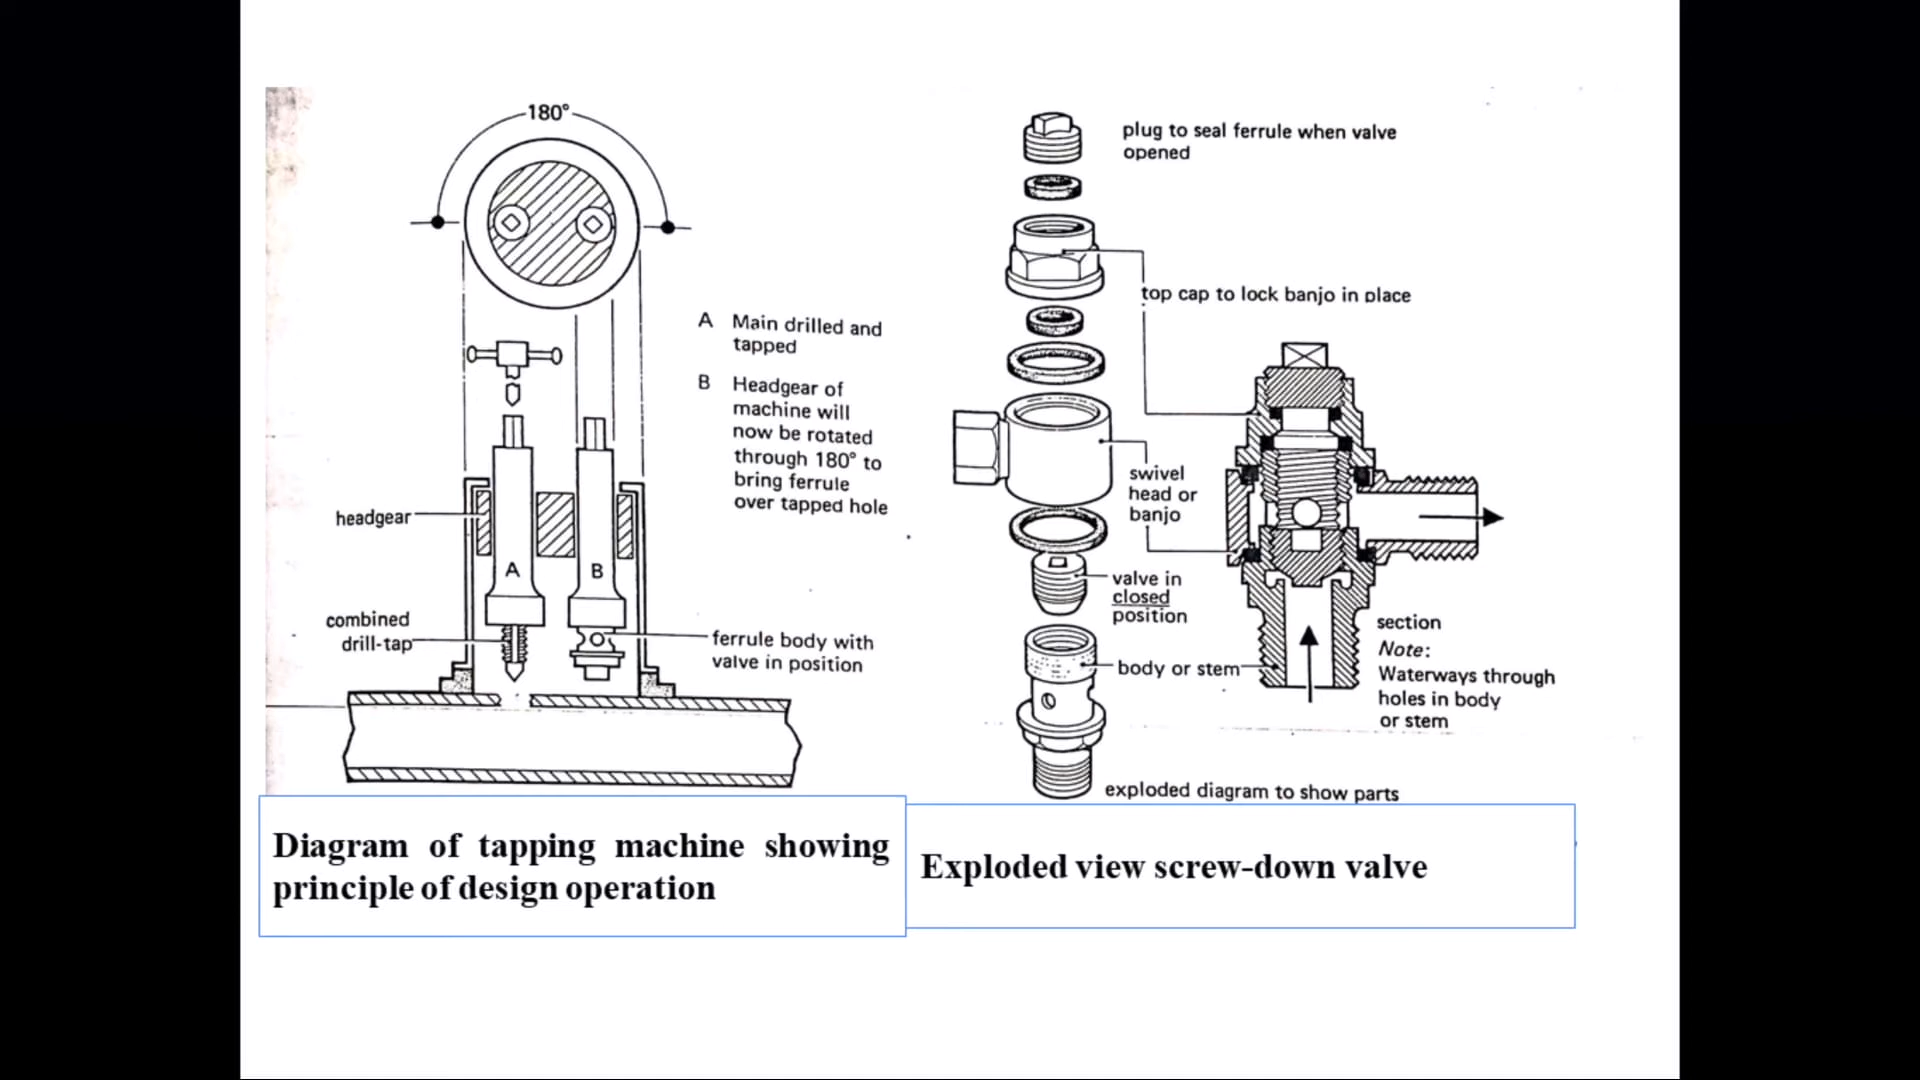 180°
A Main drilled and
tapped
B Headgear of
machine will
now be rotated
through 180° to
bring ferrule
over tapped hole
headgear
A
B
combined
drill-tap
ferrule body with
valve in position
plug to seal ferrule when valve
opened
top cap to lock banjo in place
swivel
head or
banjo
valve in
closed
position
body or stem
section
Note:
Waterways through
holes in body
or stem
exploded diagram to show parts
Diagram of tapping machine showing
principle of design operation
Exploded view screw-down valve